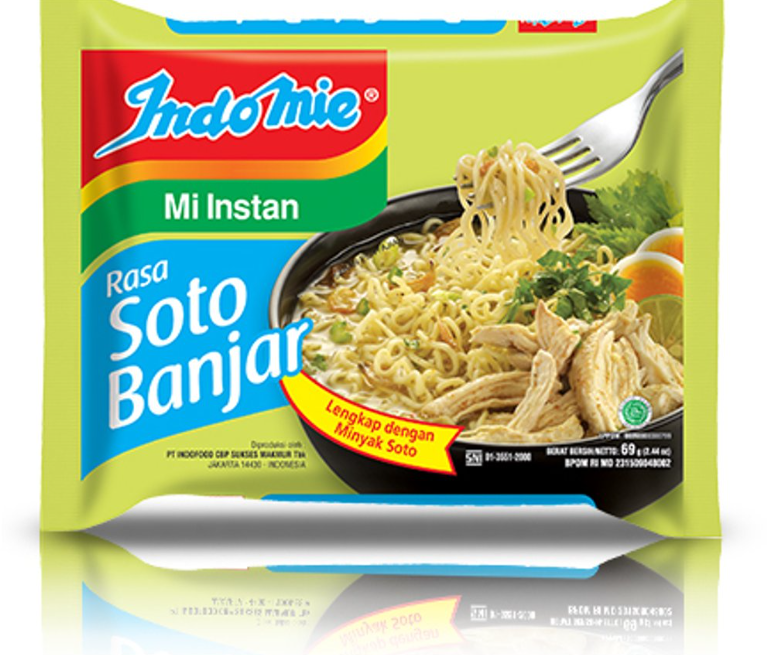 Indomie®
Mi Instan
Rasa
Soto
Banjar
Lengkap dengan
Minyak Soto
Diproduksi oleh:
PT INDOFOOD CBP SUKSES MAKMUR Tbk
JAKARTA 14430 - INDONESIA
SNI 01-3551-2000
BERAT BERSIH/NETTO: 69 g (2.44 oz)
BPOM RI MD 231509048002